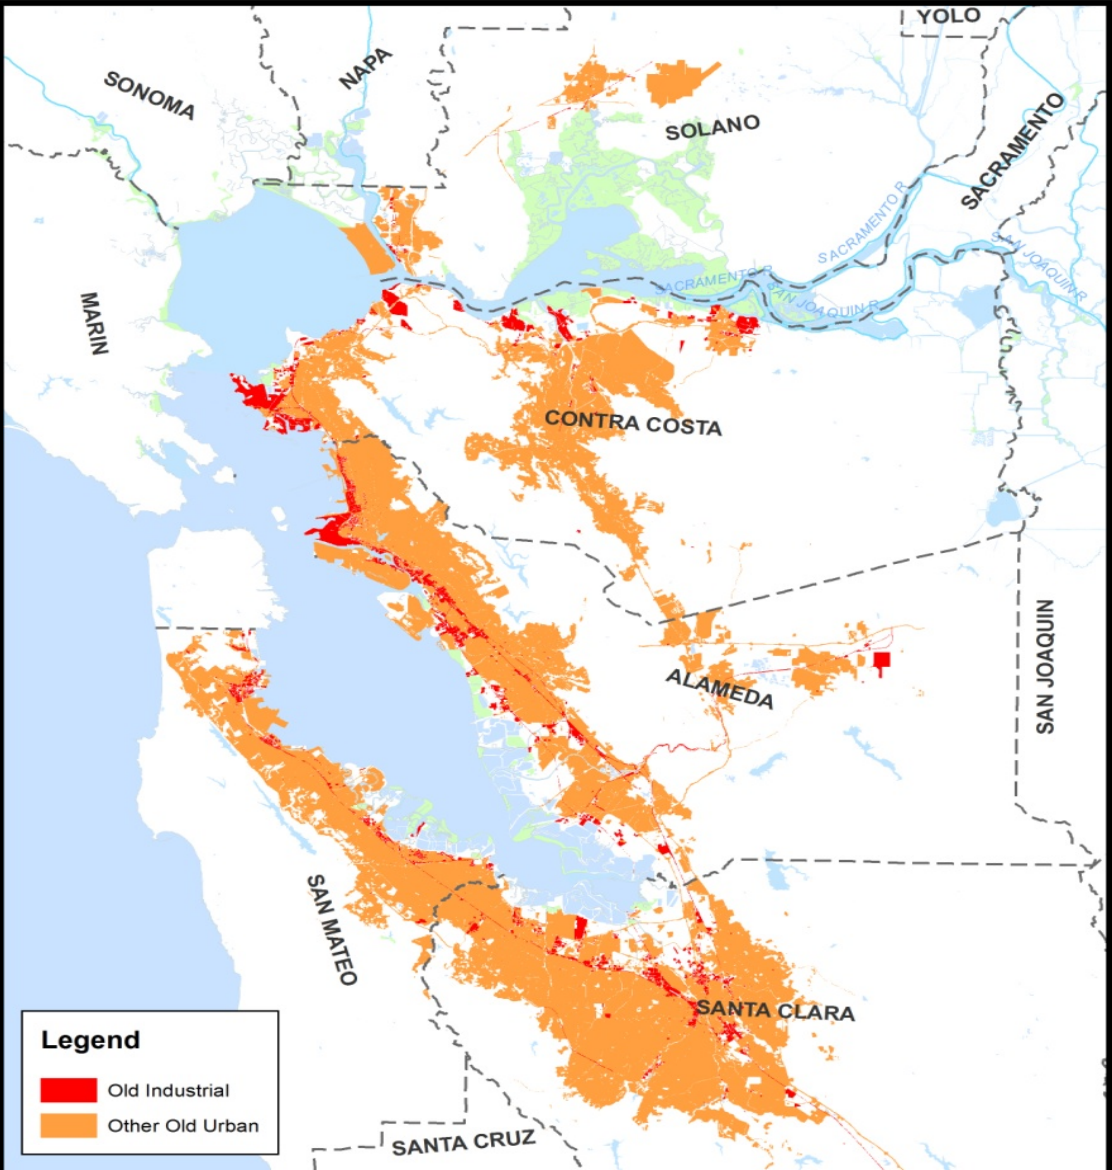 YOLO
NAPA
SONOMA
SOLANO
SACRAMENTO
SACRAMENTO R
SAN JOAQUIN R
SACRAMENTO R
SAN JOAQUIN R
MARIN
CONTRA COSTA
ALAMEDA
SAN JOAQUIN
SAN MATEO
SANTA CLARA
Legend
Old Industrial
Other Old Urban
SANTA CRUZ